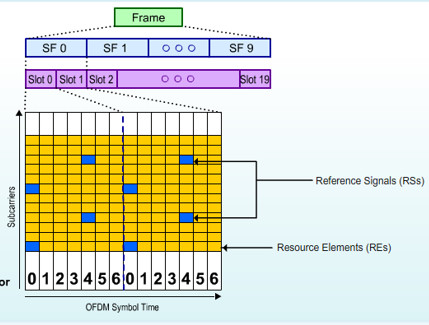 Frame
SF 0 SF 1 SF 9
Slot 0 Slot 1 Slot 2 Slot 19
Subcarriers
Reference Signals (RSs)
Resource Elements (REs)
or 0 1 2 3 4 5 6 0 1 2 3 4 5 6
OFDM Symbol Time